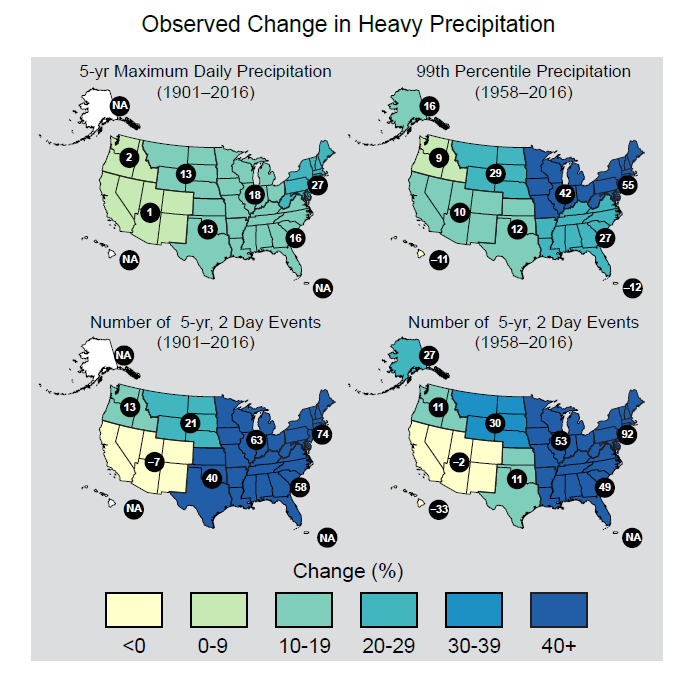 Observed Change in Heavy Precipitation
5-yr Maximum Daily Precipitation
(1901–2016)
NA
2
13
27
18
1
13
16
NA
NA
99th Percentile Precipitation
(1958–2016)
16
9
29
55
42
10
12
27
–11
–12
Number of 5-yr, 2 Day Events
(1901–2016)
NA
13
21
74
63
–7
40
58
NA
NA
Number of 5-yr, 2 Day Events
(1958–2016)
27
11
30
92
53
–2
11
49
–33
NA
Change (%)
<0 0-9 10-19 20-29 30-39 40+